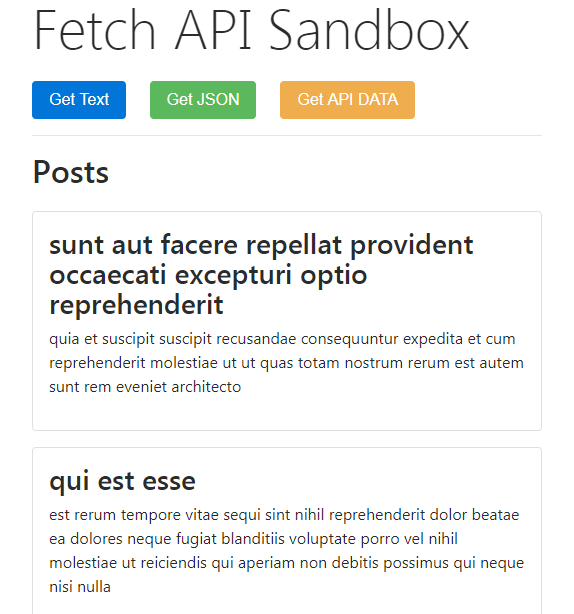 Fetch API Sandbox
Get Text Get JSON Get API DATA
Posts
sunt aut facere repellat provident
occaecati excepturi optio
reprehenderit
quia et suscipit suscipit recusandae consequuntur expedita et cum
reprehenderit molestiae ut ut quas totam nostrum rerum est autem
sunt rem eveniet architecto
qui est esse
est rerum tempore vitae sequi sint nihil reprehenderit dolor beatae
ea dolores neque fugiat blanditiis voluptate porro vel nihil
molestiae ut reiciendis qui aperiam non debitis possimus qui neque
nisi nulla